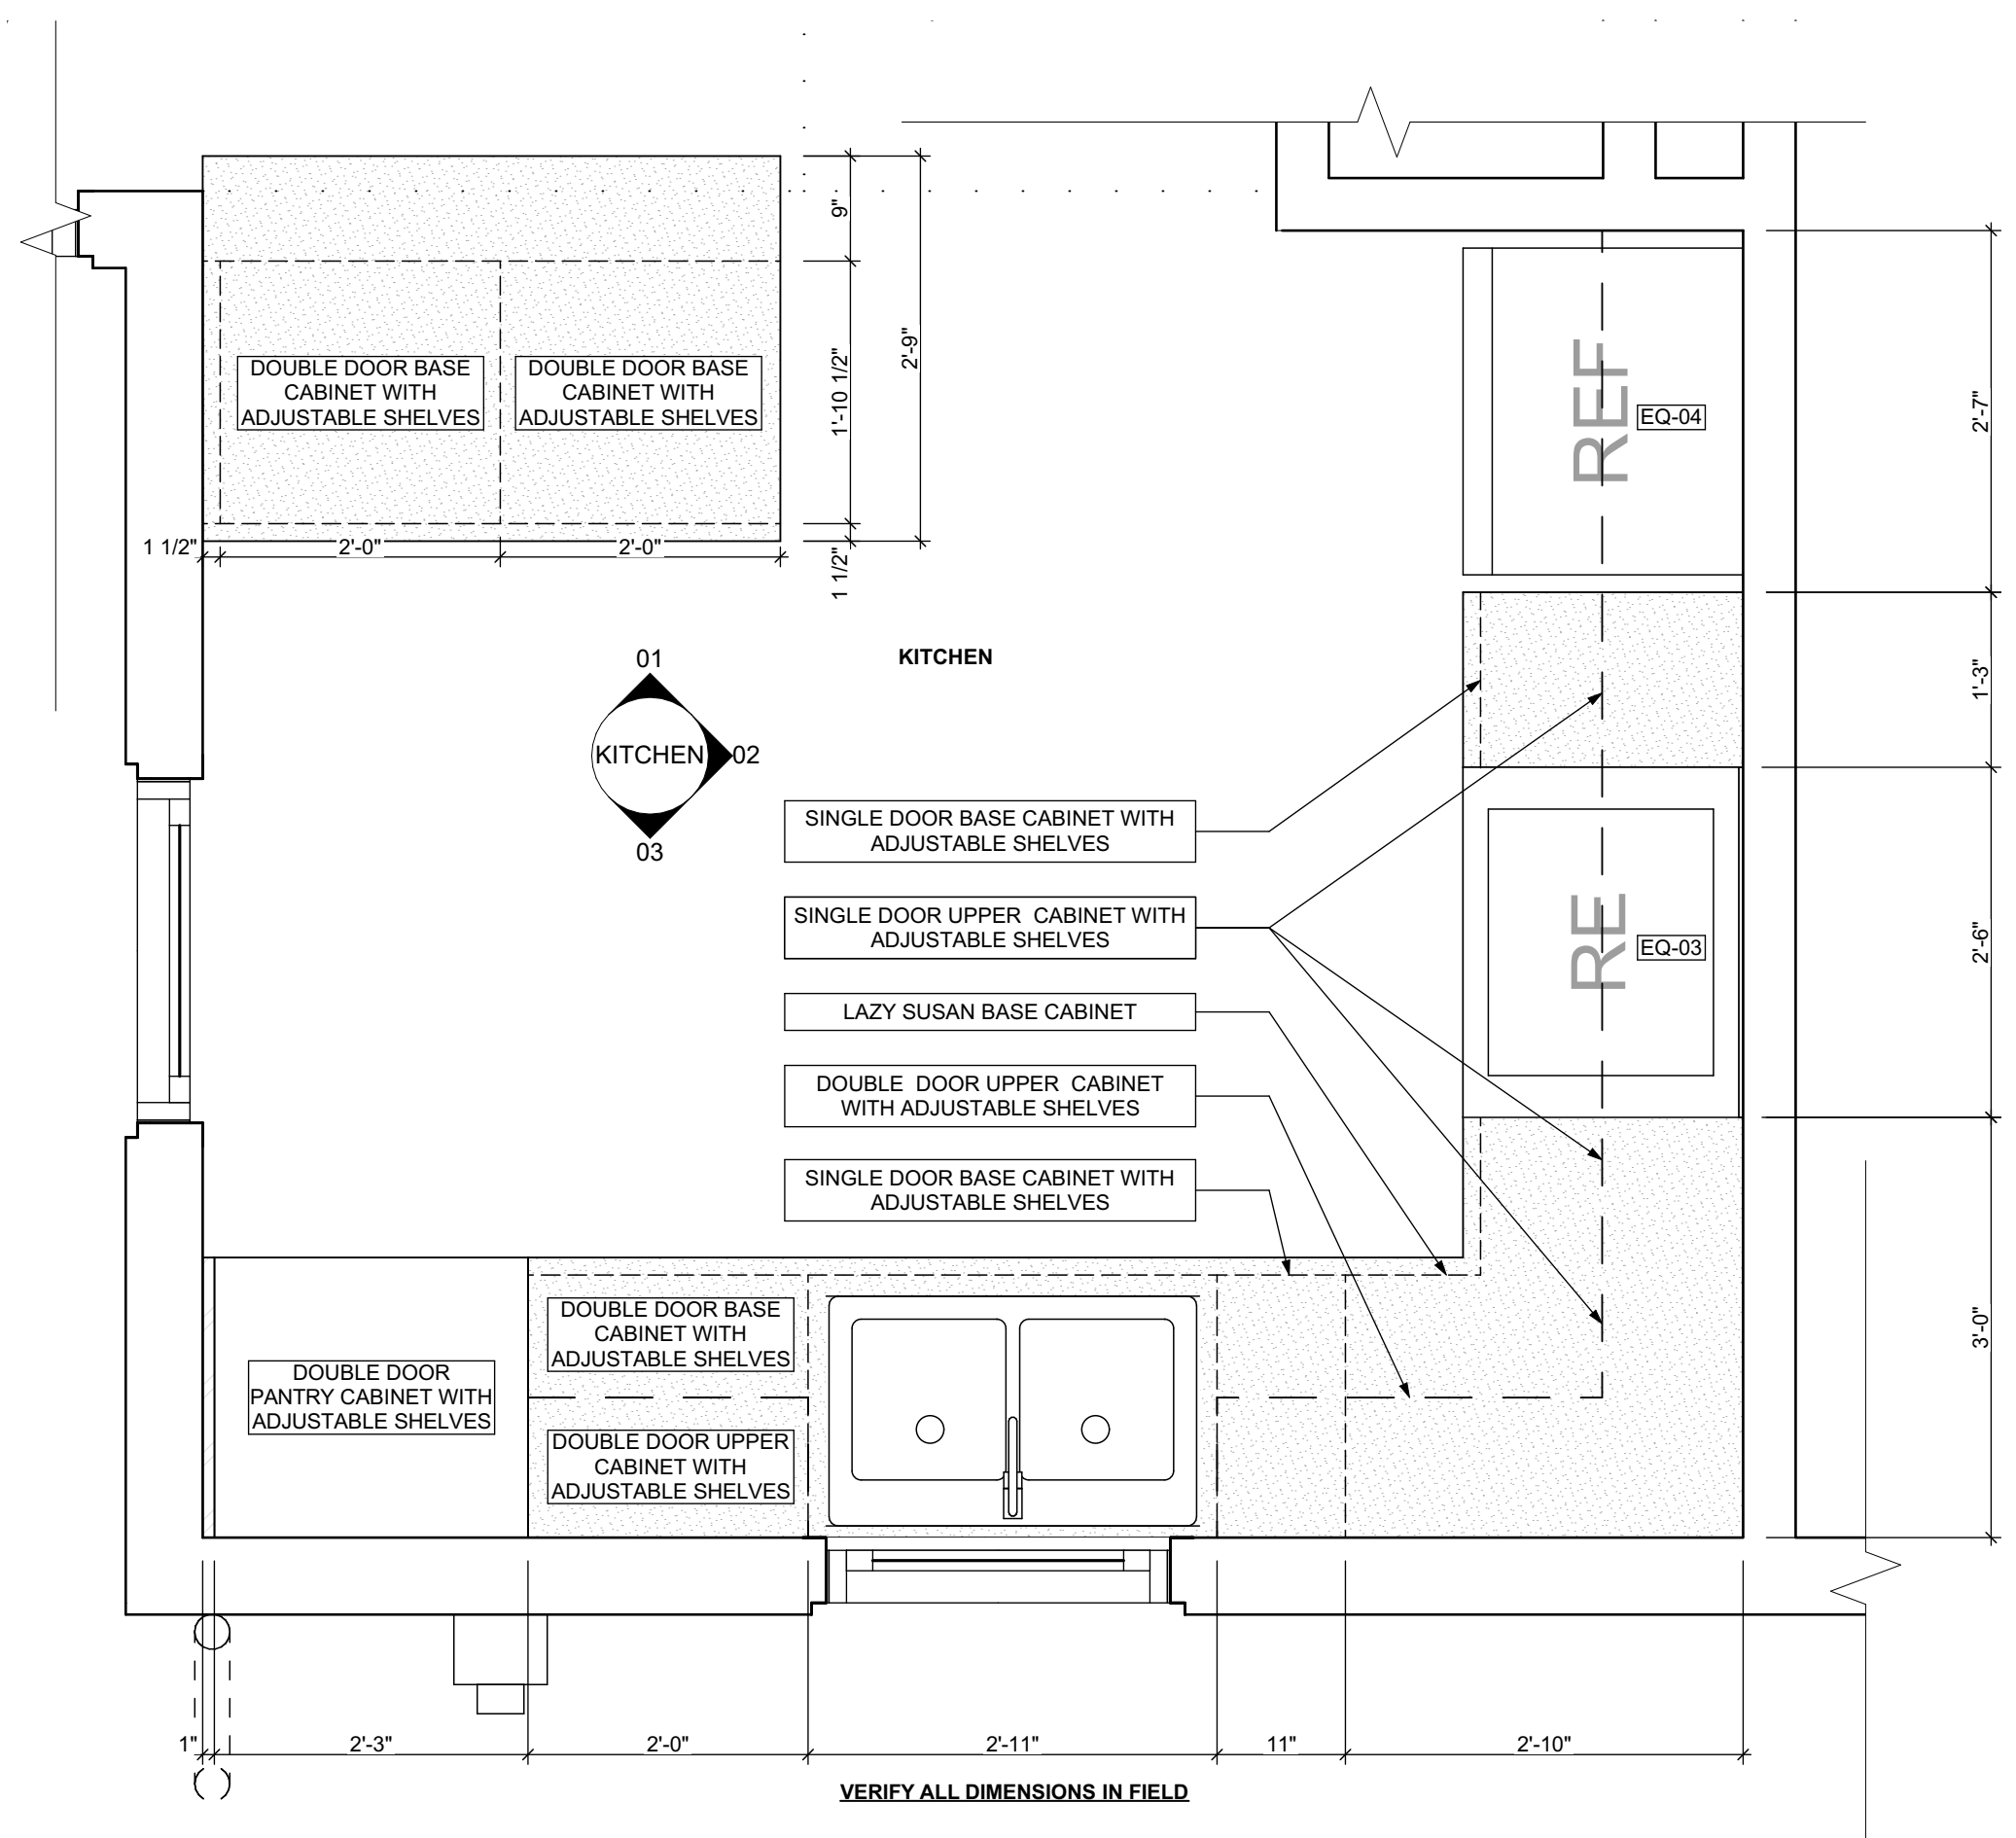 9"
2'-9"
1'-10 1/2"
1 1/2"
DOUBLE DOOR BASE
CABINET WITH
ADJUSTABLE SHELVES
DOUBLE DOOR BASE
CABINET WITH
ADJUSTABLE SHELVES
1 1/2"
2'-0"
2'-0"
REF
EQ-04
2'-7"
KITCHEN
01
KITCHEN
02
03
1'-3"
SINGLE DOOR BASE CABINET WITH
ADJUSTABLE SHELVES
SINGLE DOOR UPPER CABINET WITH
ADJUSTABLE SHELVES
LAZY SUSAN BASE CABINET
DOUBLE DOOR UPPER CABINET
WITH ADJUSTABLE SHELVES
SINGLE DOOR BASE CABINET WITH
ADJUSTABLE SHELVES
RE
EQ-03
2'-6"
3'-0"
DOUBLE DOOR
PANTRY CABINET WITH
ADJUSTABLE SHELVES
DOUBLE DOOR BASE
CABINET WITH
ADJUSTABLE SHELVES
DOUBLE DOOR UPPER
CABINET WITH
ADJUSTABLE SHELVES
1"
2'-3"
2'-0"
2'-11"
11"
2'-10"
VERIFY ALL DIMENSIONS IN FIELD